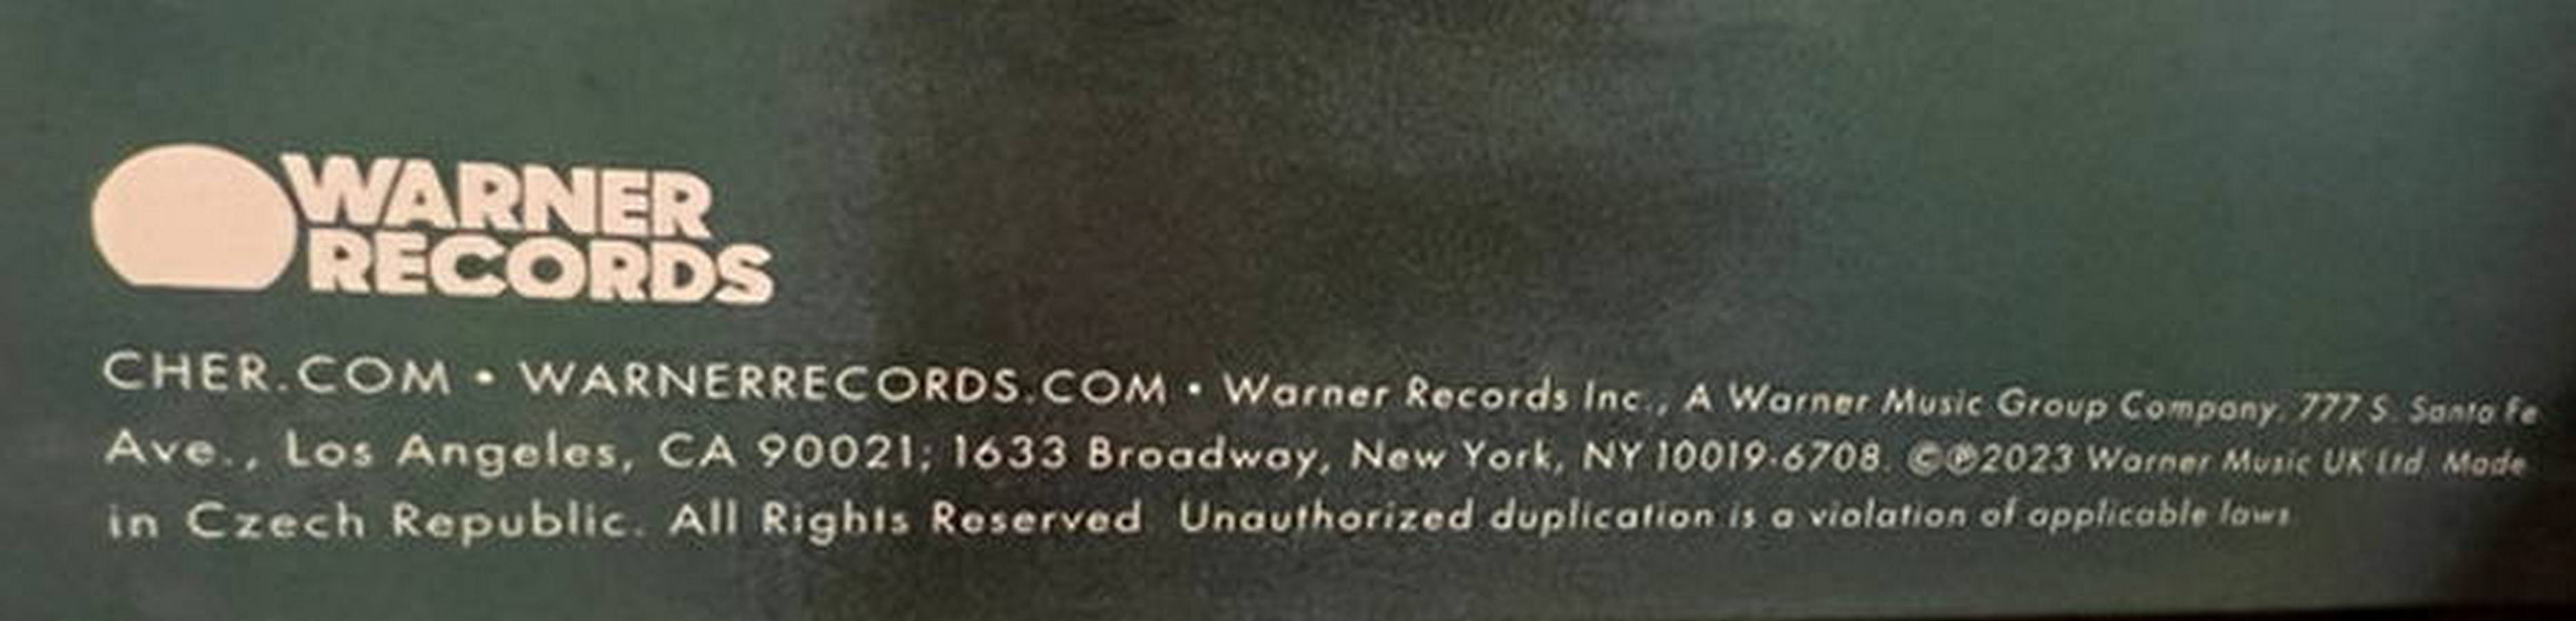 WARNER
RECORDS
CHER.COM • WARNERRECORDS.COM • Warner Records Inc., A Warner Music Group Company, 777 S. Santa Fe
Ave., Los Angeles, CA 90021; 1633 Broadway, New York, NY 10019-6708. ©℗2023 Warner Music UK Ltd. Made
in Czech Republic. All Rights Reserved. Unauthorized duplication is a violation of applicable laws.